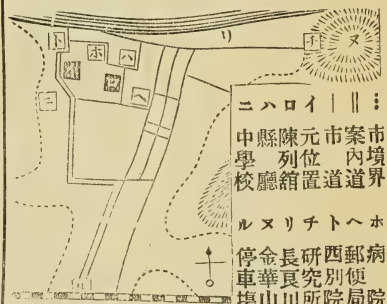 ヌ
チ
リ
ハ
ホ
ト
ヘ
ニ
市境界
案內道
市道
イ 元位置
ロ 陳列舘
ハ 縣廳
ニ 中學校
ホ 病院
ヘ 郵便局
ト 西別院
チ 研究所
リ 長良川
ヌ 金華山
ル 停車塲